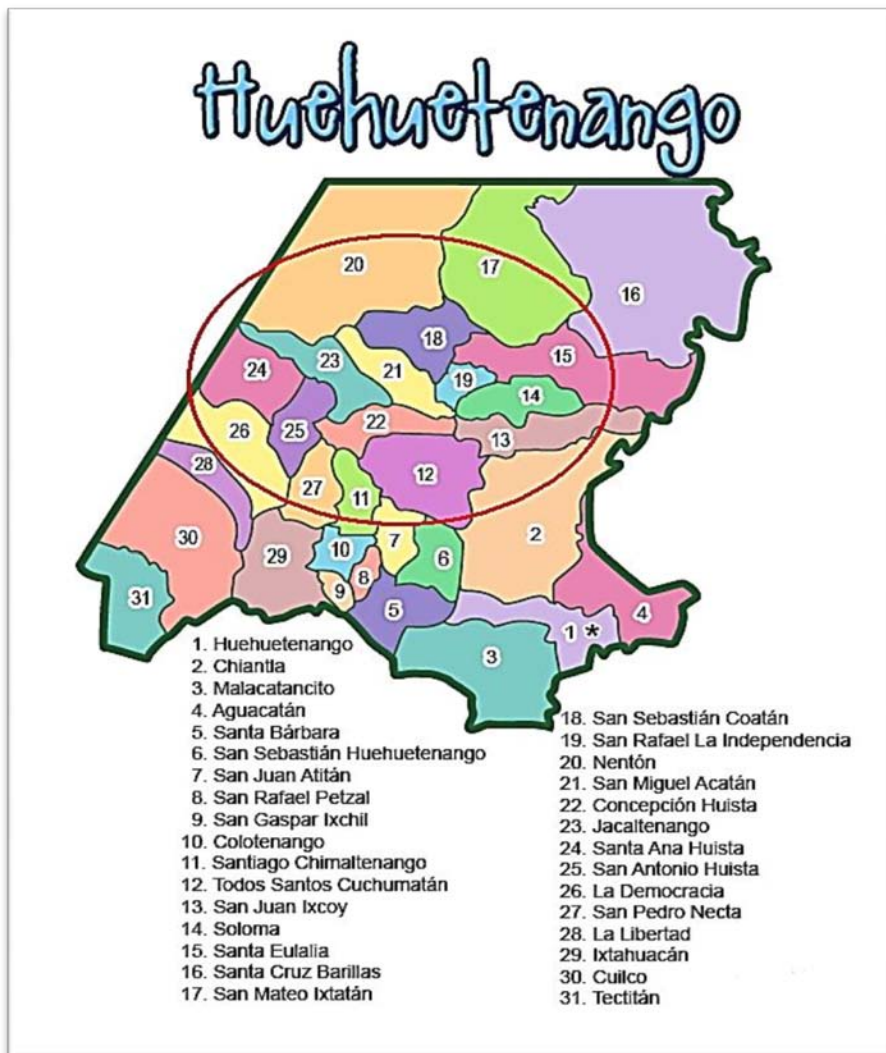 Huehuetenango
20
17
16
18
15
23
24
21
19
14
22
13
25
26
12
28
27
11
2
30
29
10
7
6
31
8
9
5
4
1 *
3
1. Huehuetenango
2. Chiantla
3. Malacatancito
4. Aguacatán
5. Santa Bárbara
6. San Sebastián Huehuetenango
7. San Juan Atitán
8. San Rafael Petzal
9. San Gaspar Ixchil
10. Colotenango
11. Santiago Chimaltenango
12. Todos Santos Cuchumatán
13. San Juan Ixcoy
14. Soloma
15. Santa Eulalia
16. Santa Cruz Barillas
17. San Mateo Ixtatán
18. San Sebastián Coatán
19. San Rafael La Independencia
20. Nentón
21. San Miguel Acatán
22. Concepción Huista
23. Jacaltenango
24. Santa Ana Huista
25. San Antonio Huista
26. La Democracia
27. San Pedro Necta
28. La Libertad
29. Ixtahuacán
30. Cuilco
31. Tectitán